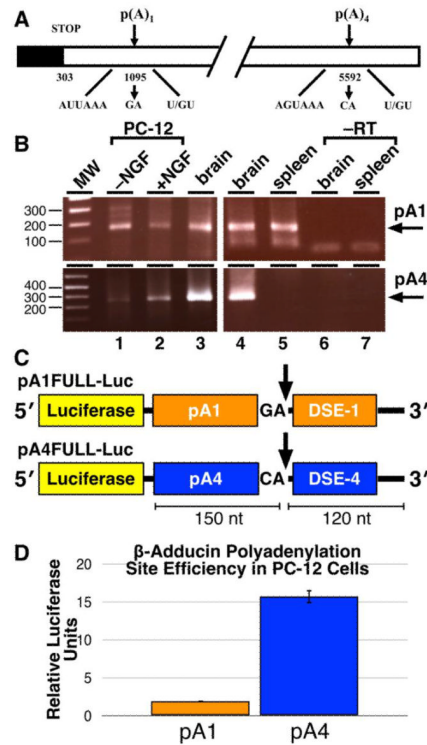 A
p(A)1
p(A)4
STOP
303
1095
5592
AUUAAA
GA
U/GU
AGUAAA
CA
U/GU
B
PC-12
–RT
MW
–NGF
+NGF
brain
brain
spleen
brain
spleen
pA1
300
200
100
pA4
400
300
200
1 2 3 4 5 6 7
C
pA1FULL-Luc
5′ Luciferase pA1 GA DSE-1 3′
pA4FULL-Luc
5′ Luciferase pA4 CA DSE-4 3′
150 nt 120 nt
D
β-Adducin Polyadenylation
Site Efficiency in PC-12 Cells
Relative Luciferase
Units
20
15
10
5
0
pA1 pA4